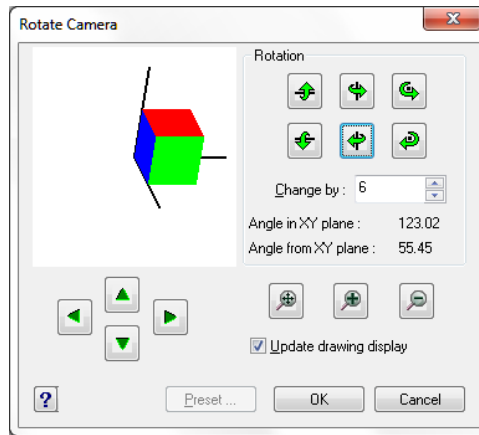 Rotate Camera
Rotation
Change by : 6
Angle in XY plane : 123.02
Angle from XY plane : 55.45
Update drawing display
?
Preset ...
OK
Cancel